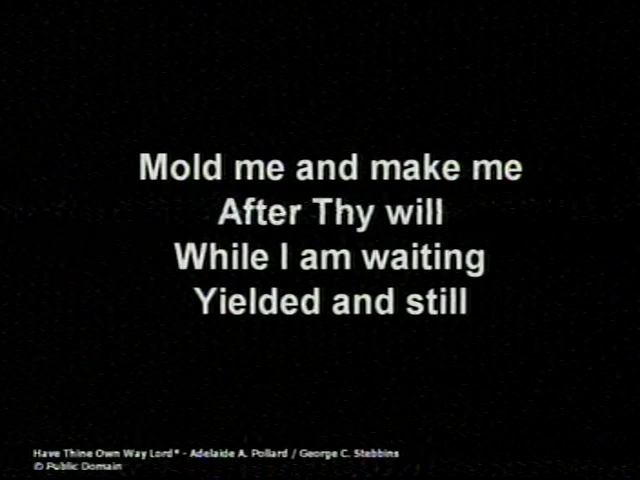 Mold me and make me
After Thy will
While I am waiting
Yielded and still
Have Thine Own Way Lord* - Adelaide A. Pollard / George C. Stebbins
© Public Domain